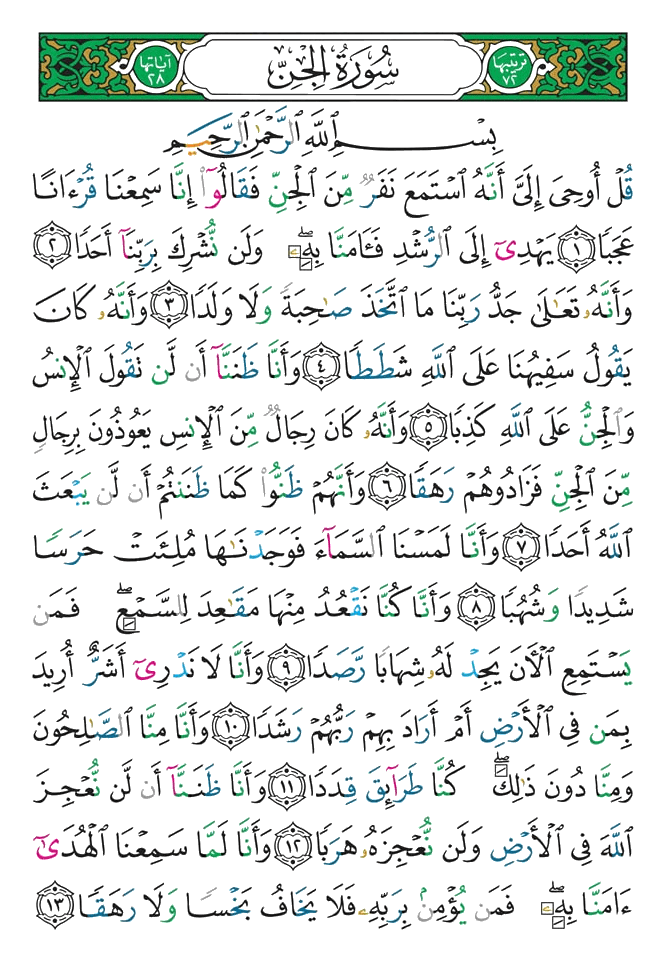 ترتيبها ٧٢ سُورَةُ الجِنِّ آياتها ٢٨
بِسْمِ ٱللَّهِ ٱلرَّحْمَٰنِ ٱلرَّحِيمِ
قُلْ أُوحِىَ إِلَىَّ أَنَّهُ ٱسْتَمَعَ نَفَرٌ مِّنَ ٱلْجِنِّ فَقَالُوٓا۟ إِنَّا سَمِعْنَا قُرْءَانًا
عَجَبًا ١ يَهْدِىٓ إِلَى ٱلرُّشْدِ فَـَٔامَنَّا بِهِۦ ۖ وَلَن نُّشْرِكَ بِرَبِّنَآ أَحَدًا ٢
وَأَنَّهُۥ تَعَٰلَىٰ جَدُّ رَبِّنَا مَا ٱتَّخَذَ صَٰحِبَةً وَلَا وَلَدًا ٣ وَأَنَّهُۥ كَانَ
يَقُولُ سَفِيهُنَا عَلَى ٱللَّهِ شَطَطًا ٤ وَأَنَّا ظَنَنَّآ أَن لَّن تَقُولَ ٱلْإِنسُ
وَٱلْجِنُّ عَلَى ٱللَّهِ كَذِبًا ٥ وَأَنَّهُۥ كَانَ رِجَالٌ مِّنَ ٱلْإِنسِ يَعُوذُونَ بِرِجَالٍ
مِّنَ ٱلْجِنِّ فَزَادُوهُمْ رَهَقًا ٦ وَأَنَّهُمْ ظَنُّوا۟ كَمَا ظَنَنتُمْ أَن لَّن يَبْعَثَ
ٱللَّهُ أَحَدًا ٧ وَأَنَّا لَمَسْنَا ٱلسَّمَآءَ فَوَجَدْنَٰهَا مُلِئَتْ حَرَسًا
شَدِيدًا وَشُهُبًا ٨ وَأَنَّا كُنَّا نَقْعُدُ مِنْهَا مَقَٰعِدَ لِلسَّمْعِ ۖ فَمَن
يَسْتَمِعِ ٱلْـَٔانَ يَجِدْ لَهُۥ شِهَابًا رَّصَدًا ٩ وَأَنَّا لَا نَدْرِىٓ أَشَرٌّ أُرِيدَ
بِمَن فِى ٱلْأَرْضِ أَمْ أَرَادَ بِهِمْ رَبُّهُمْ رَشَدًا ١٠ وَأَنَّا مِنَّا ٱلصَّٰلِحُونَ
وَمِنَّا دُونَ ذَٰلِكَ ۖ كُنَّا طَرَآئِقَ قِدَدًا ١١ وَأَنَّا ظَنَنَّآ أَن لَّن نُّعْجِزَ
ٱللَّهَ فِى ٱلْأَرْضِ وَلَن نُّعْجِزَهُۥ هَرَبًا ١٢ وَأَنَّا لَمَّا سَمِعْنَا ٱلْهُدَىٰٓ
ءَامَنَّا بِهِۦ ۖ فَمَن يُؤْمِنۢ بِرَبِّهِۦ فَلَا يَخَافُ بَخْسًا وَلَا رَهَقًا ١٣